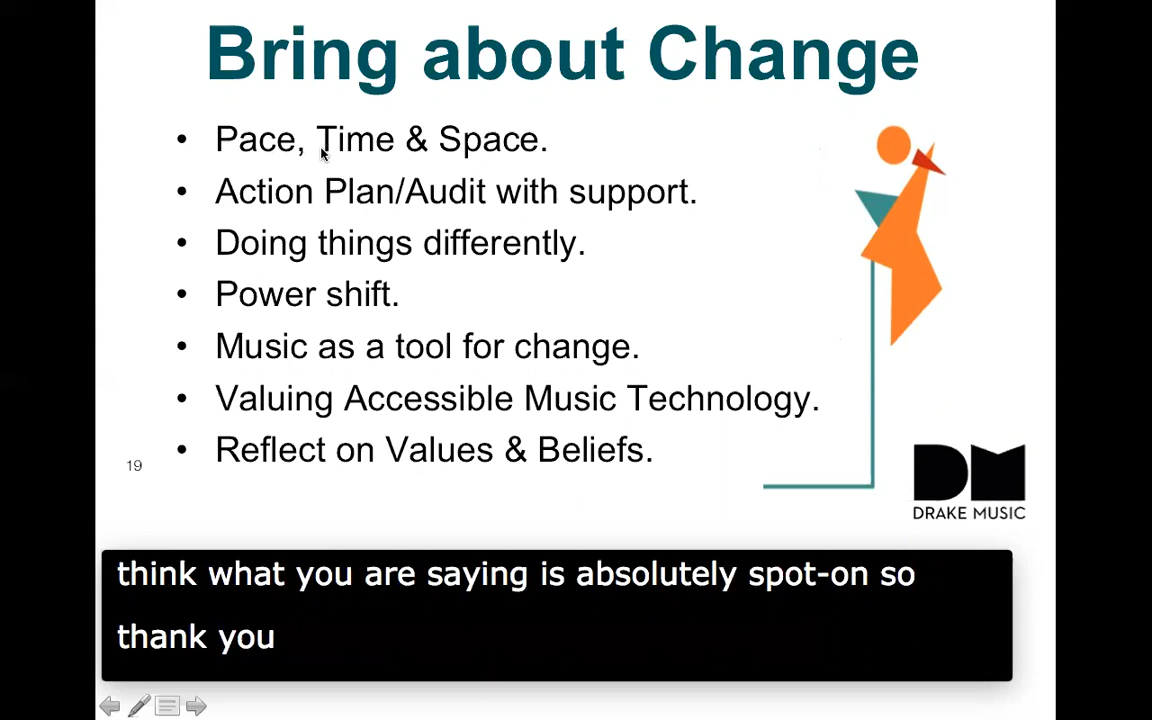 Bring about Change
• Pace, Time & Space.
• Action Plan/Audit with support.
• Doing things differently.
• Power shift.
• Music as a tool for change.
• Valuing Accessible Music Technology.
• Reflect on Values & Beliefs.
19
DM
DRAKE MUSIC
think what you are saying is absolutely spot-on so
thank you